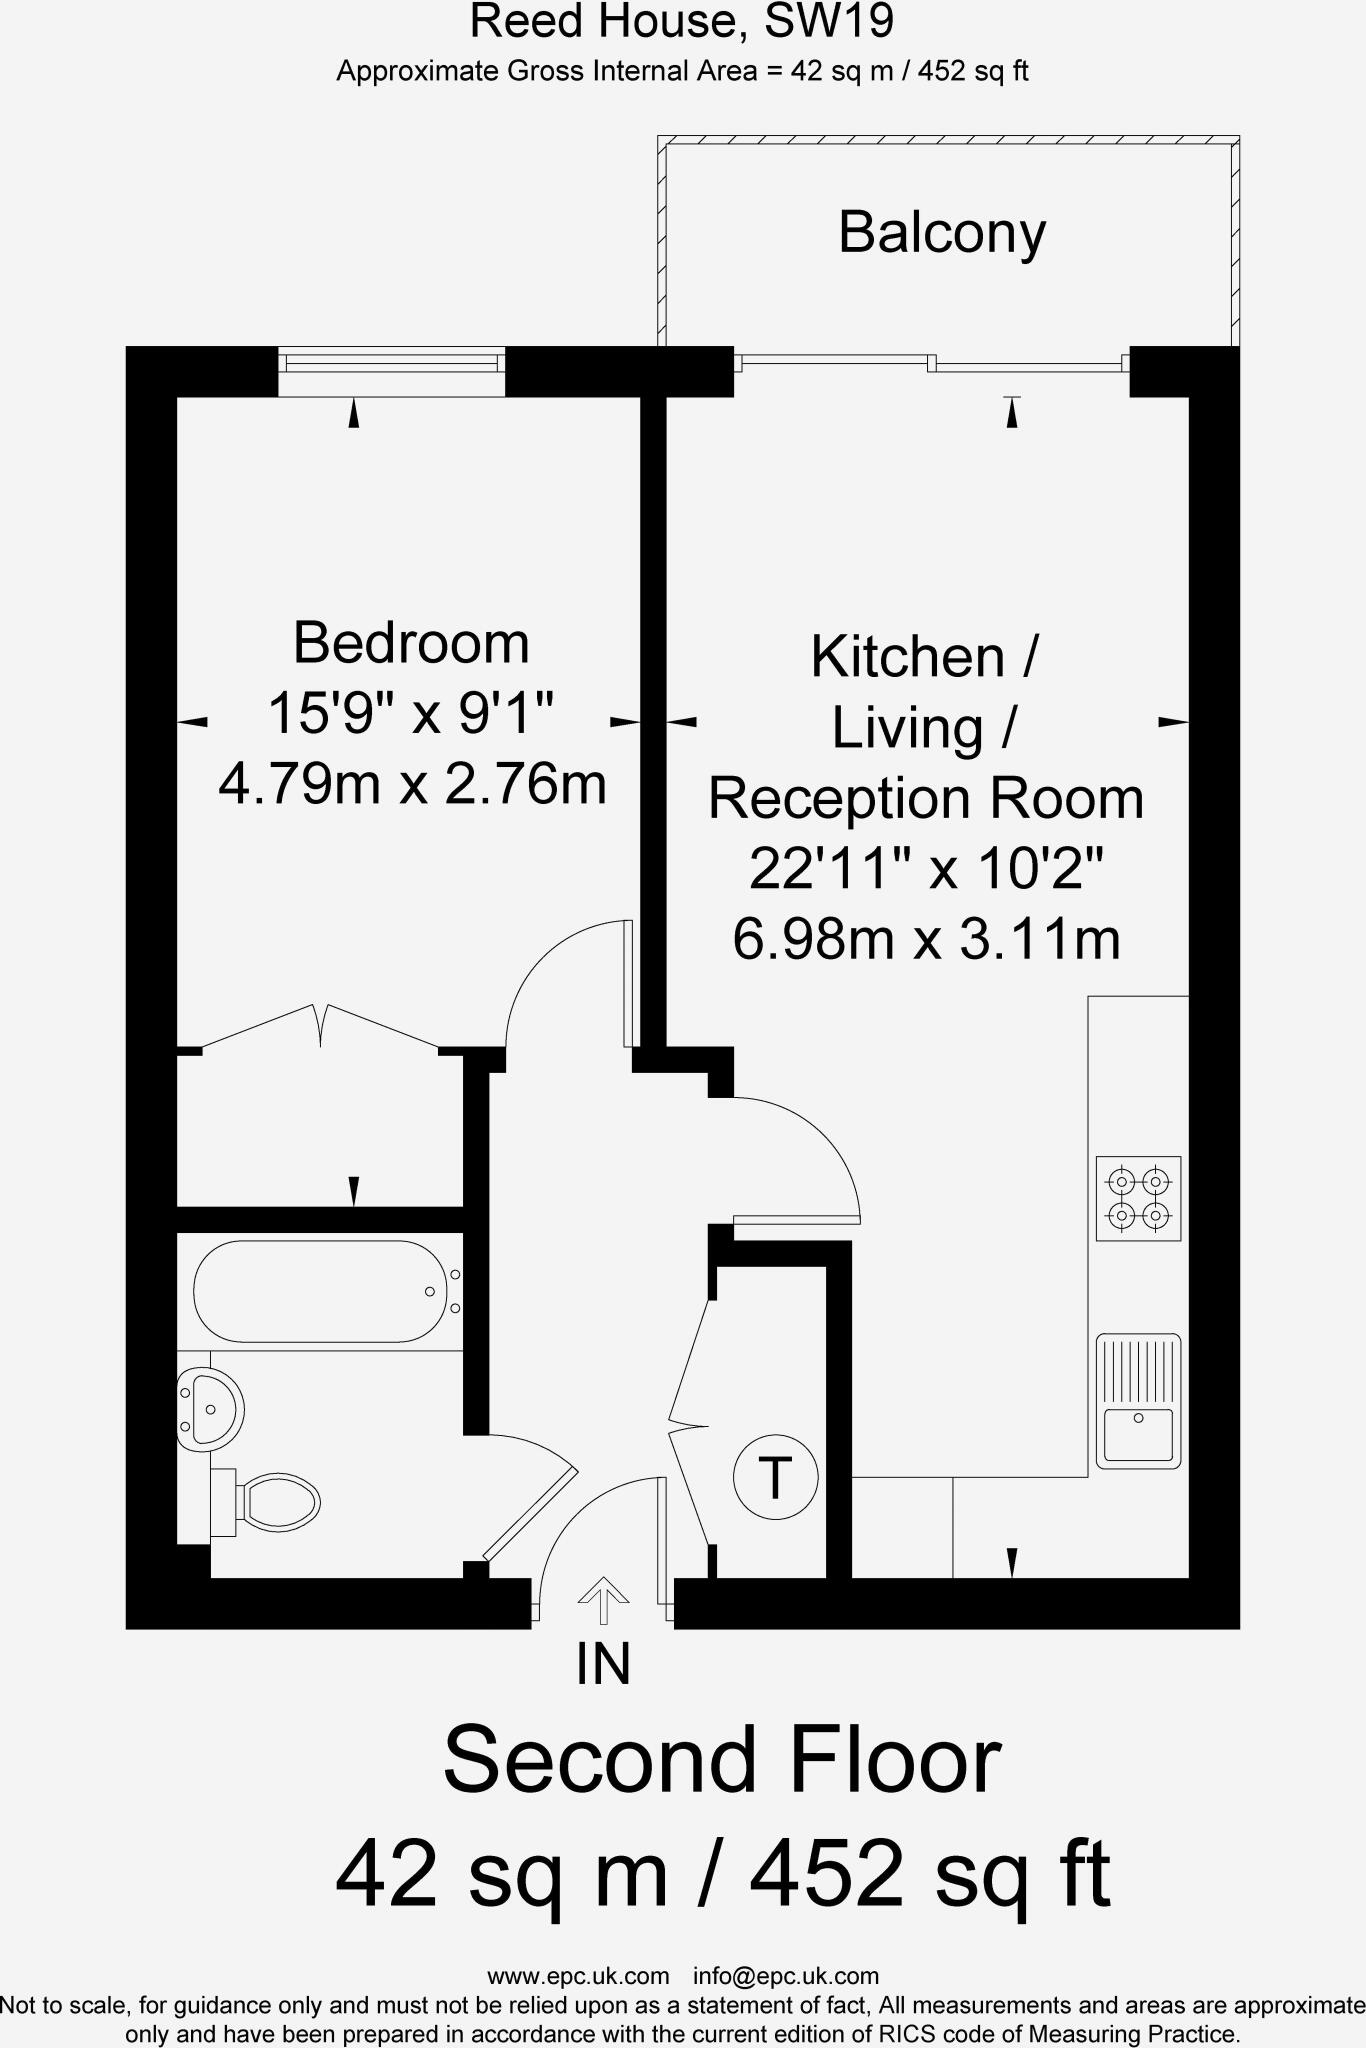 Reed House, SW19
Approximate Gross Internal Area = 42 sq m / 452 sq ft
Balcony
Bedroom
15'9" x 9'1"
4.79m x 2.76m
Kitchen /
Living /
Reception Room
22'11" x 10'2"
6.98m x 3.11m
T
IN
Second Floor
42 sq m / 452 sq ft
www.epc.uk.com info@epc.uk.com
Not to scale, for guidance only and must not be relied upon as a statement of fact, All measurements and areas are approximate
only and have been prepared in accordance with the current edition of RICS code of Measuring Practice.